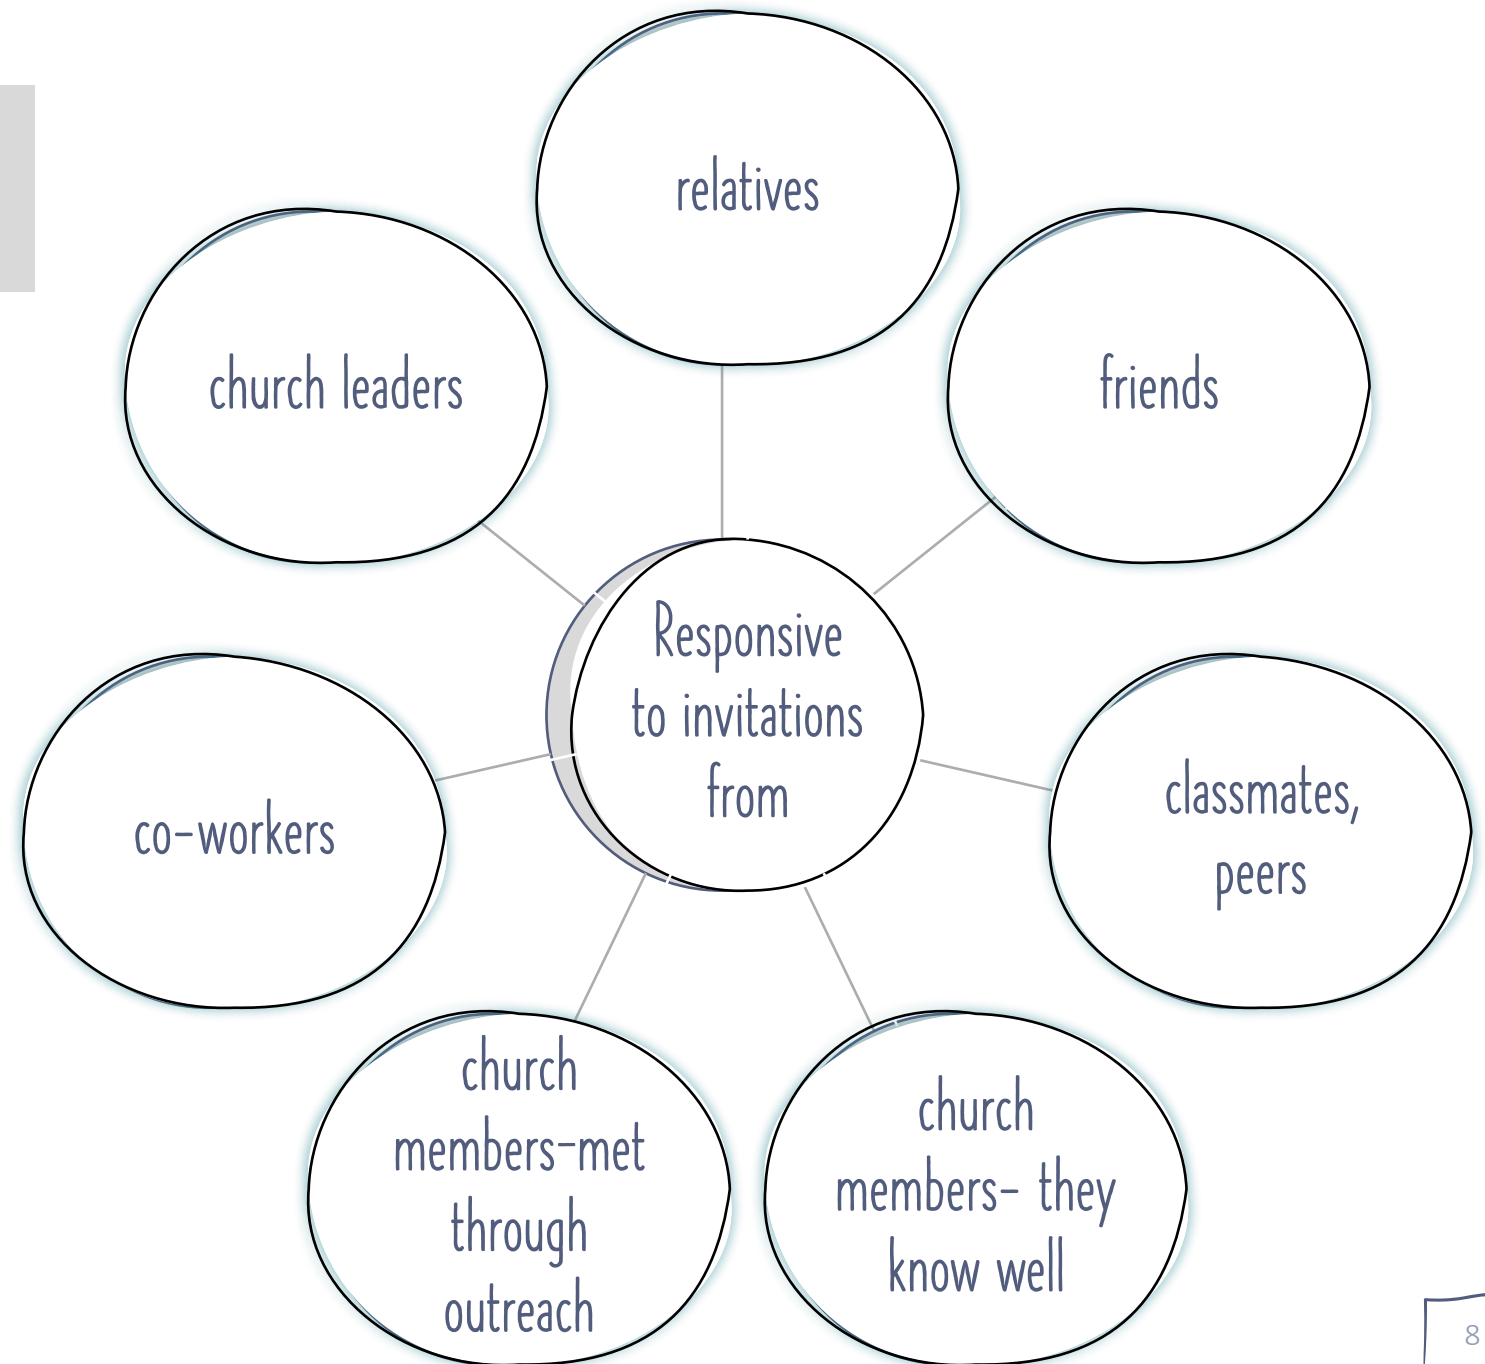 relatives
church leaders
friends
Responsive
to invitations
from
co-workers
classmates,
peers
church
members-met
through
outreach
church
members- they
know well
8